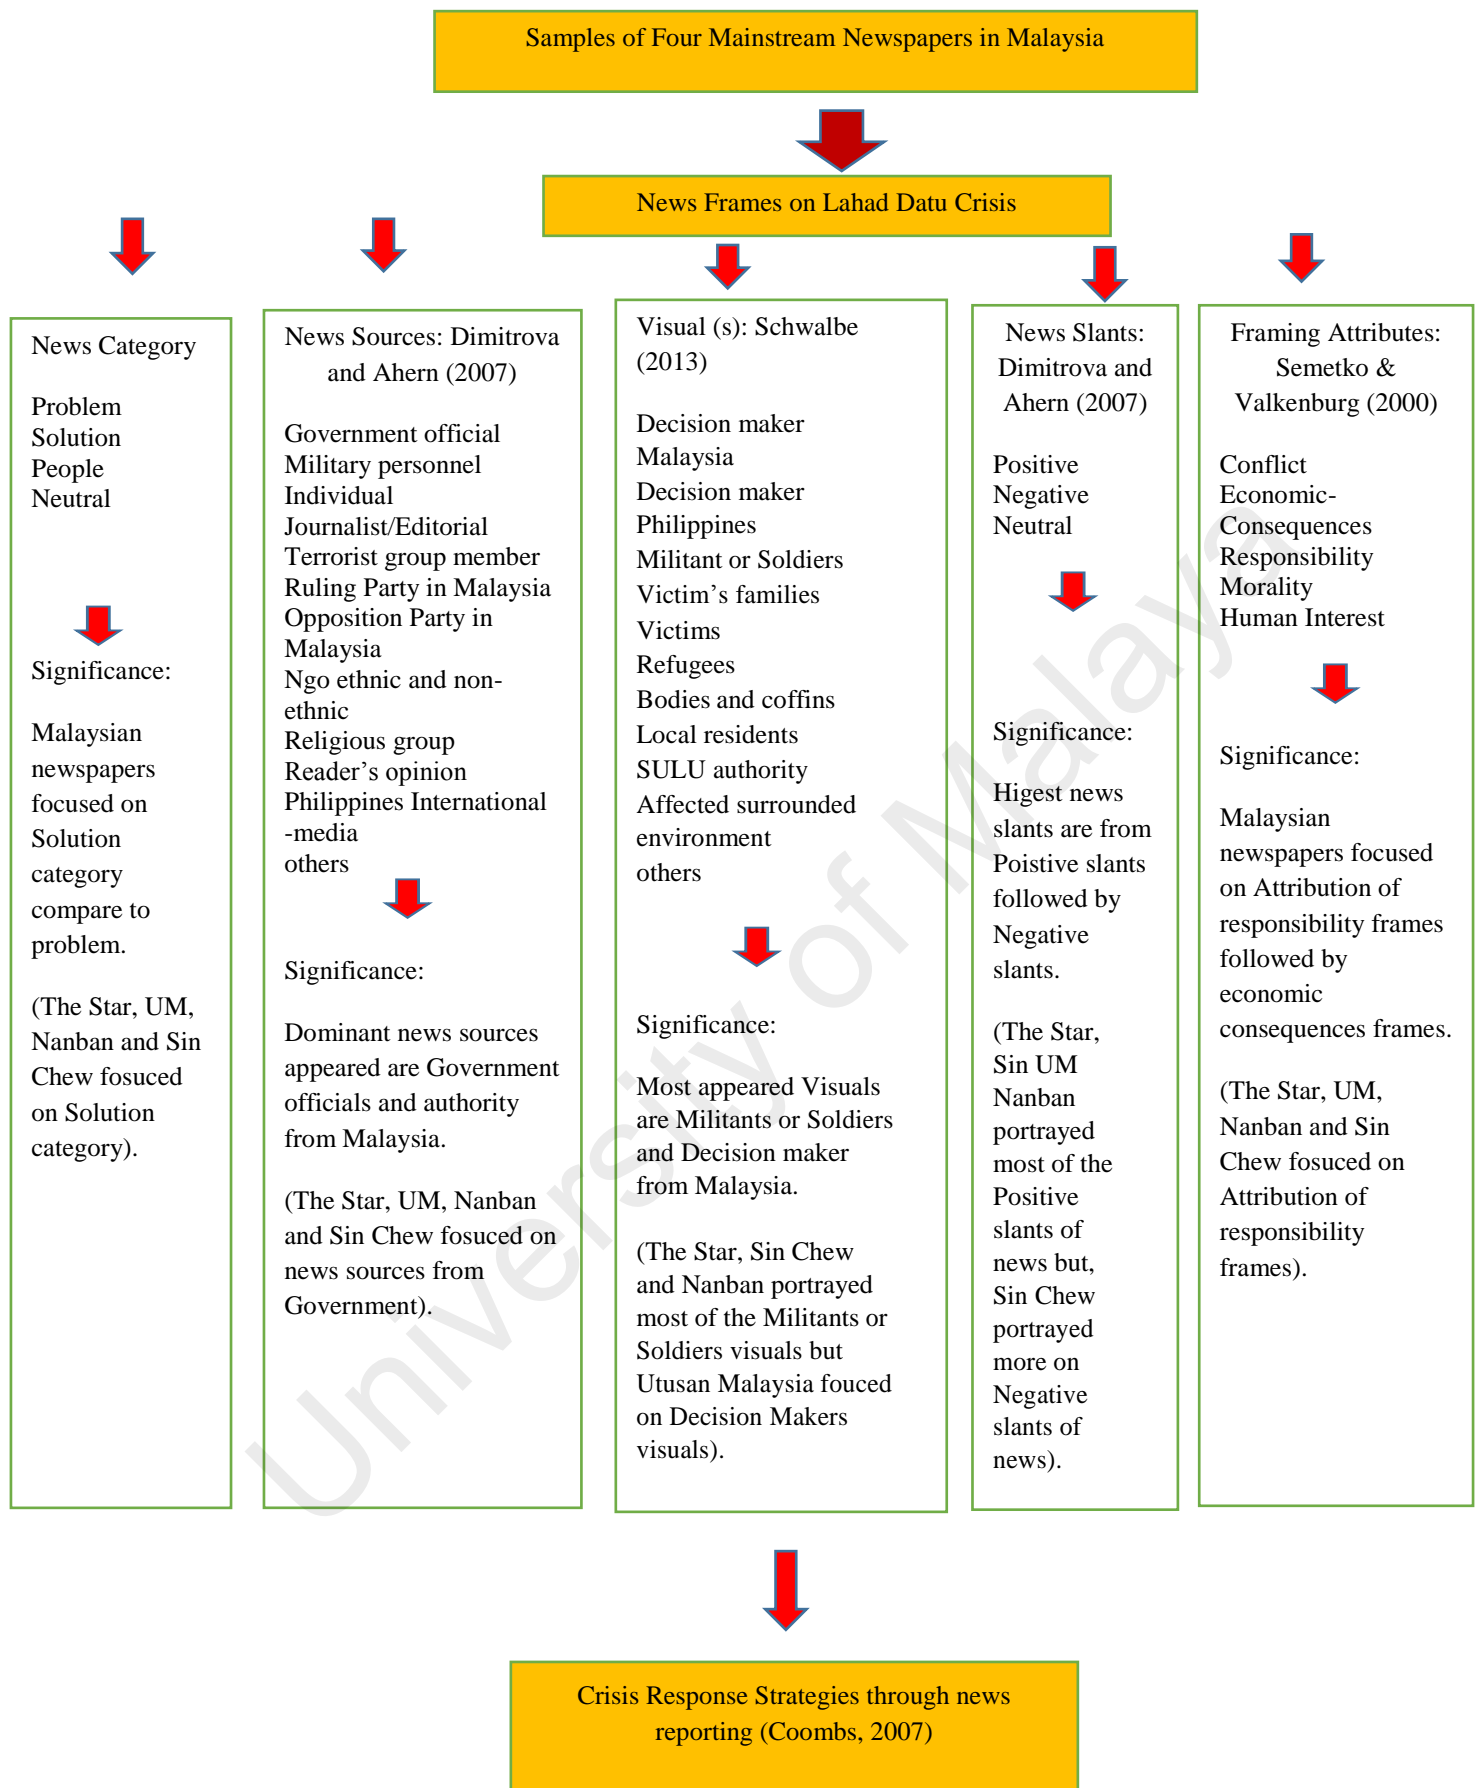 Samples of Four Mainstream Newspapers in Malaysia
News Frames on Lahad Datu Crisis
News Category
Problem
Solution
People
Neutral
Significance:
Malaysian
newspapers
focused on
Solution
category
compare to
problem.
(The Star, UM,
Nanban and Sin
Chew fosuced
on Solution
category).
News Sources: Dimitrova
and Ahern (2007)
Government official
Military personnel
Individual
Journalist/Editorial
Terrorist group member
Ruling Party in Malaysia
Opposition Party in
Malaysia
Ngo ethnic and non-
ethnic
Religious group
Reader's opinion
Philippines International
-media
others
Significance:
Dominant news sources
appeared are Government
officials and authority
from Malaysia.
(The Star, UM, Nanban
and Sin Chew fosuced on
news sources from
Government).
Visual (s): Schwalbe
(2013)
Decision maker
Malaysia
Decision maker
Philippines
Militant or Soldiers
Victim's families
Victims
Refugees
Bodies and coffins
Local residents
SULU authority
Affected surrounded
environment
others
Significance:
Most appeared Visuals
are Militants or Soldiers
and Decision maker
from Malaysia.
(The Star, Sin Chew
and Nanban portrayed
most of the Militants or
Soldiers visuals but
Utusan Malaysia fouced
on Decision Makers
visuals).
News Slants:
Dimitrova and
Ahern (2007)
Positive
Negative
Neutral
Significance:
Higest news
slants are from
Poistive slants
followed by
Negative
slants.
(The Star,
Sin UM
Nanban
portrayed
most of the
Positive
slants of
news but,
Sin Chew
portrayed
more on
Negative
slants of
news).
Framing Attributes:
Semetko &
Valkenburg (2000)
Conflict
Economic-
Consequences
Responsibility
Morality
Human Interest
Significance:
Malaysian
newspapers focused
on Attribution of
responsibility frames
followed by
economic
consequences frames.
(The Star, UM,
Nanban and Sin
Chew fosuced on
Attribution of
responsibility
frames).
Crisis Response Strategies through news
reporting (Coombs, 2007)
University of Malaya